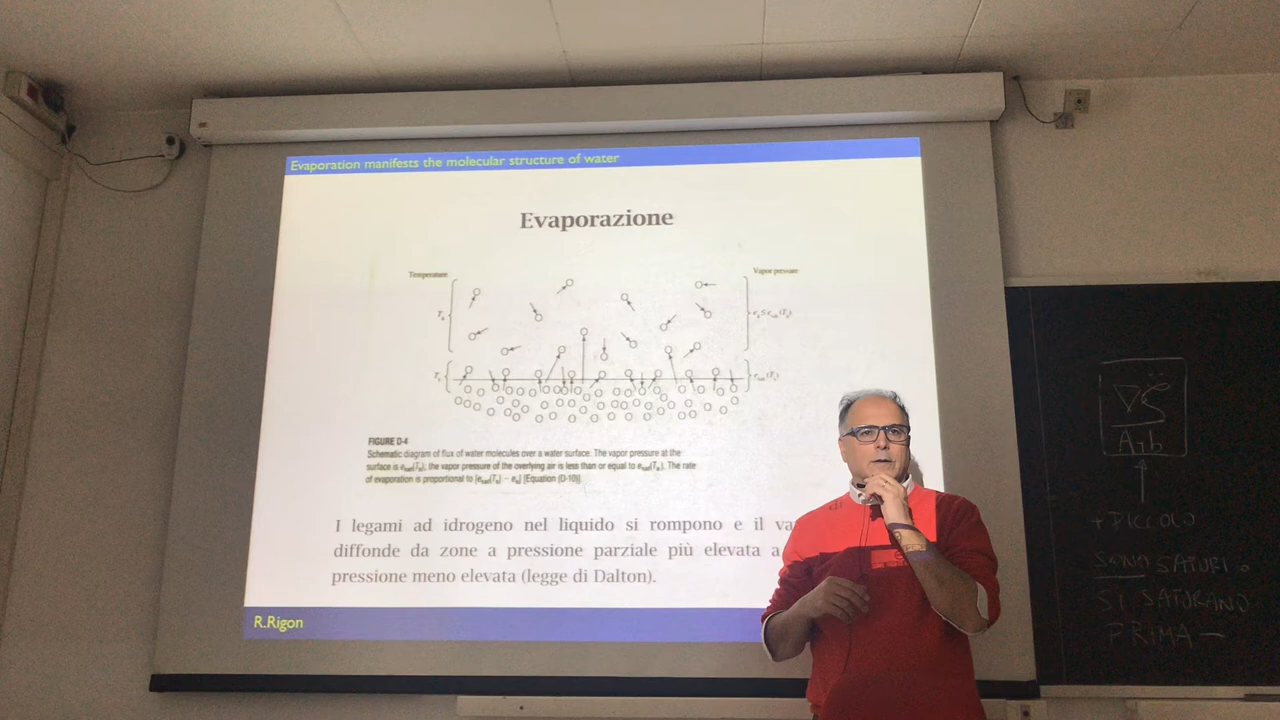 Evaporation manifests the molecular structure of water
Evaporazione
Temperature
Vapor pressure
FIGURE D-4
Schematic diagram of flux of water molecules over a water surface. The vapor pressure at the
surface is e_sat(T_s); the vapor pressure of the overlying air is less than or equal to e_sat(T_a). The rate
of evaporation is proportional to [e_sat(T_s) − e_a] [Equation (D-10)].
I legami ad idrogeno nel liquido si rompono e il
diffonde da zone a pressione parziale più elevata a
di
pressione meno elevata (legge di Dalton).
R.Rigon
+ PICCOLO
SONO SATURI o
SI SATURANO
PRIMA —